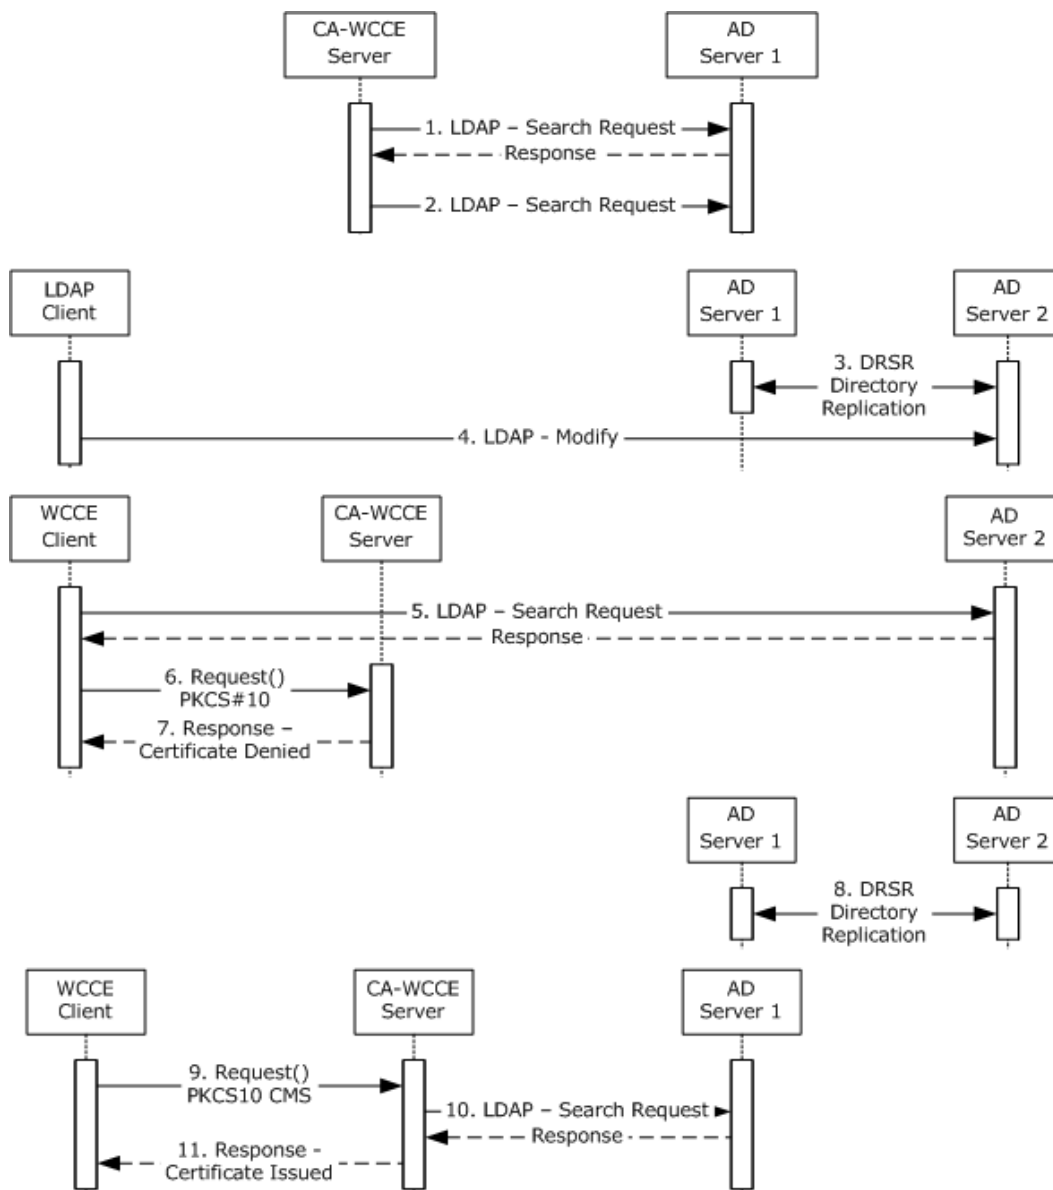 CA-WCCE
Server
AD
Server 1
1. LDAP – Search Request
Response
2. LDAP – Search Request
LDAP
Client
AD
Server 1
AD
Server 2
3. DRSR
Directory
Replication
4. LDAP - Modify
WCCE
Client
CA-WCCE
Server
AD
Server 2
5. LDAP – Search Request
Response
6. Request()
PKCS#10
7. Response –
Certificate Denied
AD
Server 1
AD
Server 2
8. DRSR
Directory
Replication
WCCE
Client
CA-WCCE
Server
AD
Server 1
9. Request()
PKCS10 CMS
10. LDAP – Search Request
Response
11. Response -
Certificate Issued